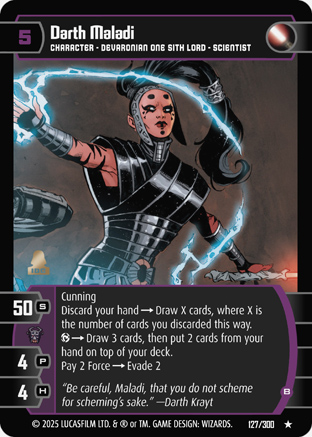 5 Darth Maladi
CHARACTER - DEVARONIAN ONE SITH LORD - SCIENTIST
50 S
4 P
4 H
Cunning
Discard your hand → Draw X cards, where X is
the number of cards you discarded this way.
→ Draw 3 cards, then put 2 cards from your
hand on top of your deck.
Pay 2 Force → Evade 2
“Be careful, Maladi, that you do not scheme
for scheming's sake.” —Darth Krayt
B
© 2025 LUCASFILM LTD. & ® OR TM. GAME DESIGN: WIZARDS. 127/300 ★